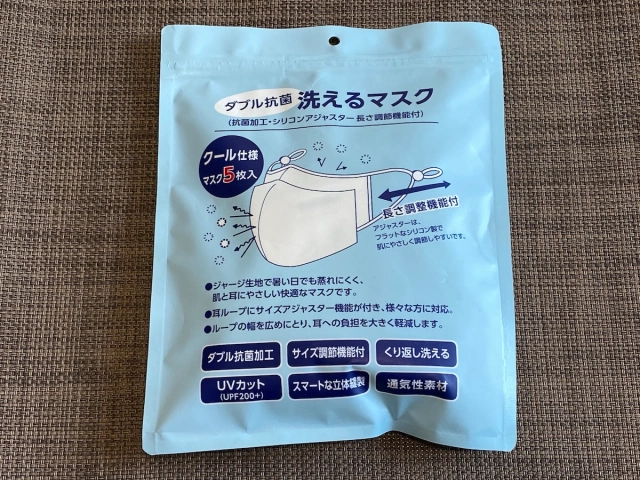 ダブル抗菌 洗えるマスク
(抗菌加工・シリコンアジャスター 長さ調節機能付)
クール仕様
マスク5枚入
長さ調整機能付
アジャスターは、
フラットなシリコン製で
肌にやさしく調節しやすいです。
●ジャージ生地で暑い日でも蒸れにくく、
肌と耳にやさしい快適なマスクです。
●耳ループにサイズアジャスター機能が付き、様々な方に対応。
●ループの幅を広めにとり、耳への負担を大きく軽減します。
ダブル抗菌加工
サイズ調節機能付
くり返し洗える
UVカット
(UPF200+)
スマートな立体縫製
通気性素材